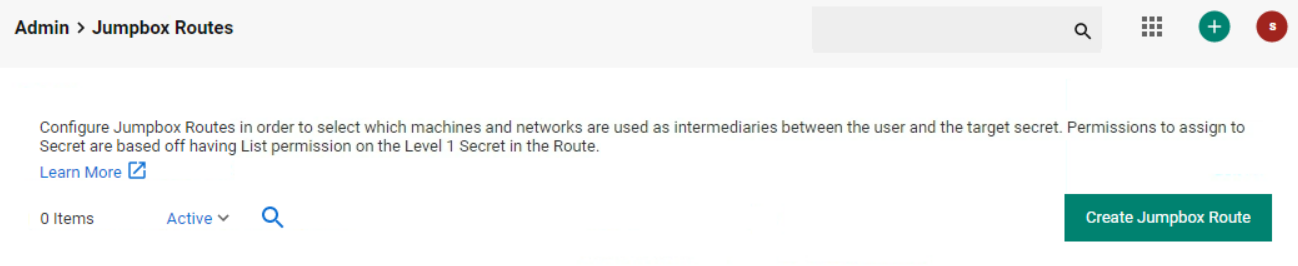 Admin > Jumpbox Routes
s
Configure Jumpbox Routes in order to select which machines and networks are used as intermediaries between the user and the target secret. Permissions to assign to
Secret are based off having List permission on the Level 1 Secret in the Route.
Learn More
0 Items Active
Create Jumpbox Route